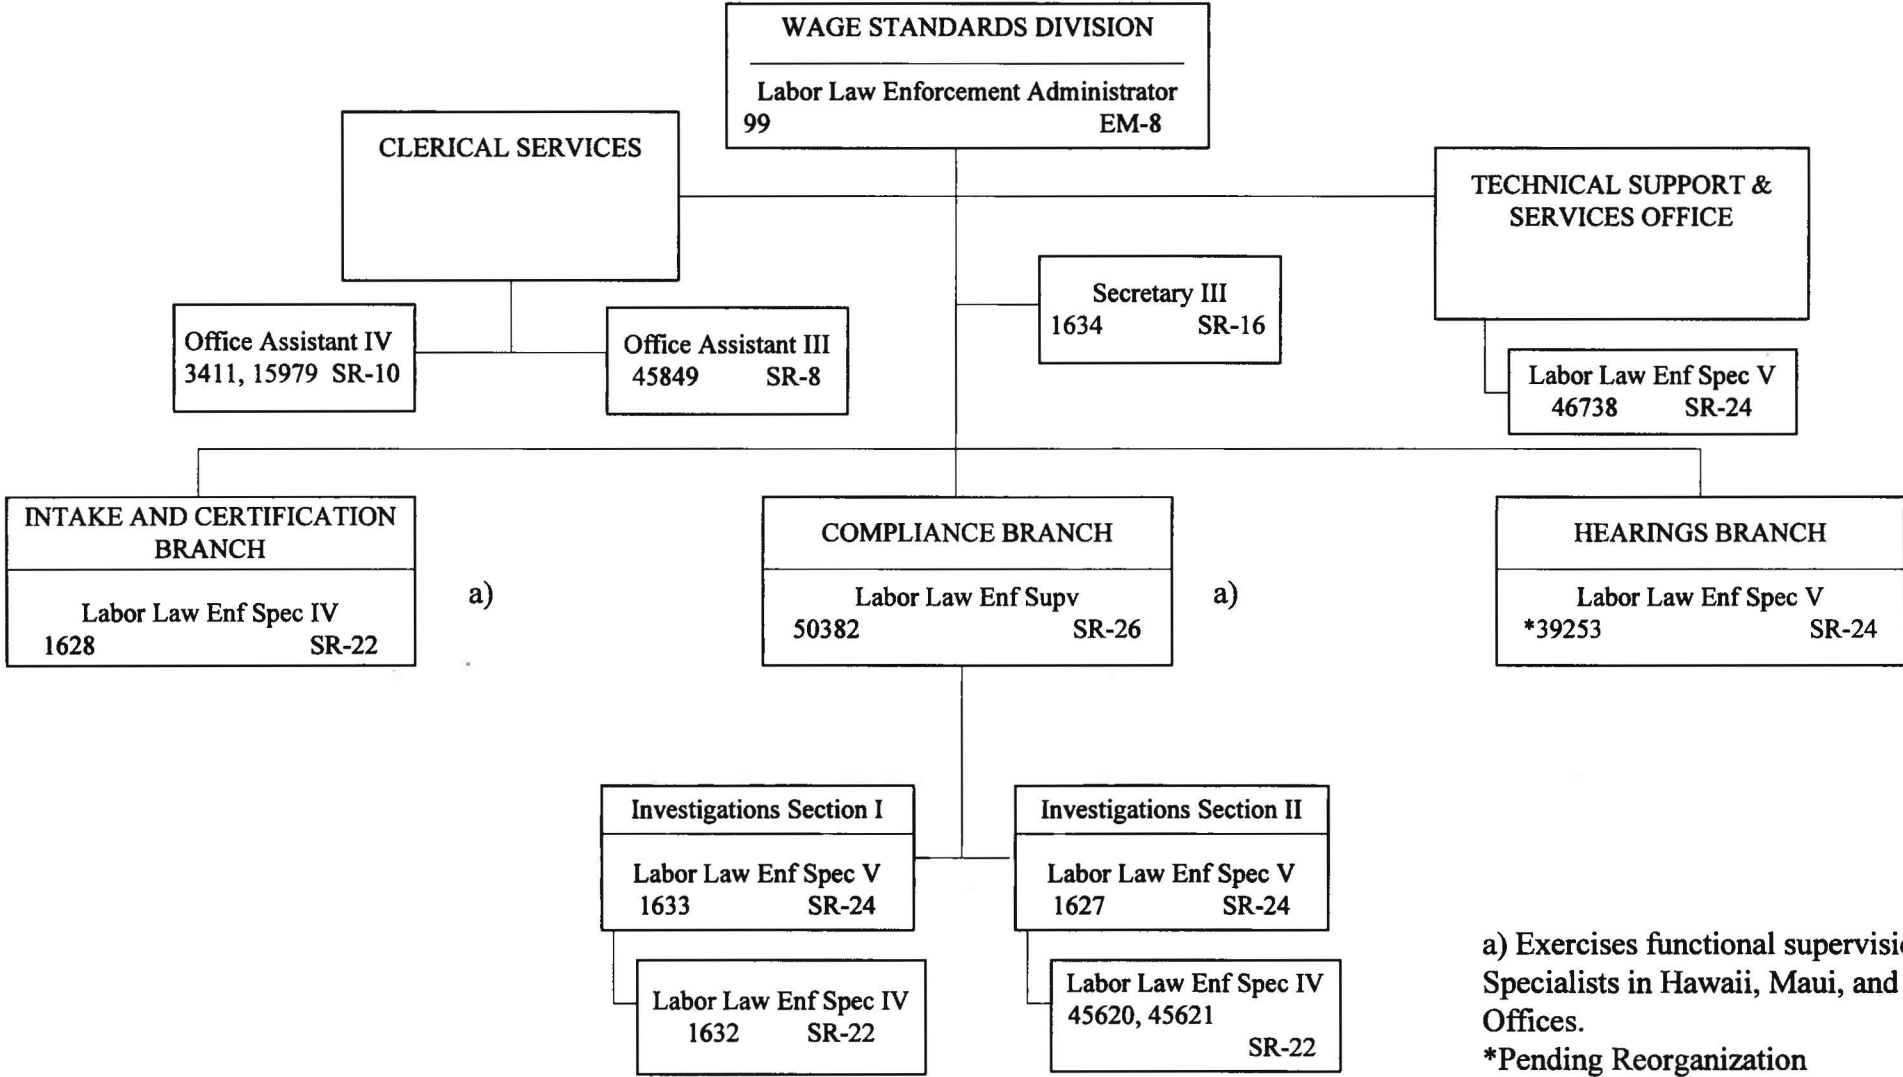 WAGE STANDARDS DIVISION
Labor Law Enforcement Administrator
99 EM-8
CLERICAL SERVICES
TECHNICAL SUPPORT &
SERVICES OFFICE
Secretary III
1634 SR-16
Office Assistant IV
3411, 15979 SR-10
Office Assistant III
45849 SR-8
Labor Law Enf Spec V
46738 SR-24
INTAKE AND CERTIFICATION
BRANCH
Labor Law Enf Spec IV
1628 SR-22
a)
COMPLIANCE BRANCH
Labor Law Enf Supv
50382 SR-26
a)
HEARINGS BRANCH
Labor Law Enf Spec V
*39253 SR-24
Investigations Section I
Labor Law Enf Spec V
1633 SR-24
Labor Law Enf Spec IV
1632 SR-22
Investigations Section II
Labor Law Enf Spec V
1627 SR-24
Labor Law Enf Spec IV
45620, 45621
SR-22
a) Exercises functional
Specialists in Hawaii, Maui, and
Offices.
*Pending Reorganization